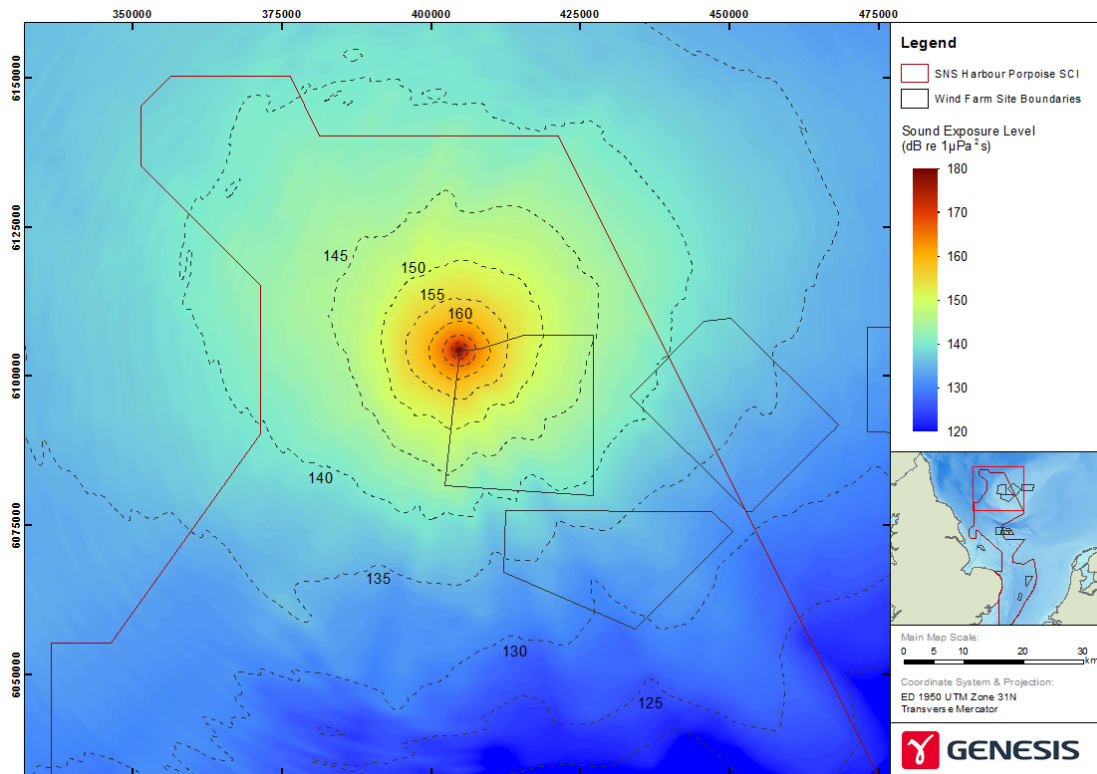 350000 375000 400000 425000 450000 475000
6150000
6125000
6100000
6075000
6050000
145
150
155
160
140
135
130
125
Legend
SNS Harbour Porpoise SCI
Wind Farm Site Boundaries
Sound Exposure Level
(dB re 1µPa²s)
180
170
160
150
140
130
120
Main Map Scale:
0 5 10 20 30
km
Coordinate System & Projection:
ED 1950 UTM Zone 31N
Transverse Mercator
GENESIS